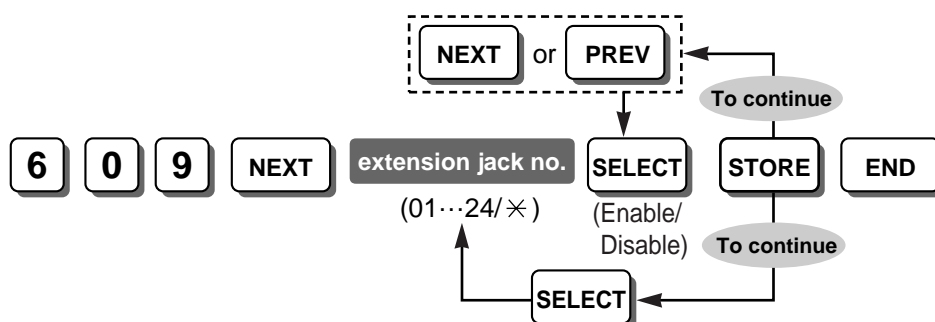 NEXT or PREV
To continue
6 0 9 NEXT extension jack no. SELECT STORE END
(01···24/✳)
(Enable/
Disable)
To continue
SELECT